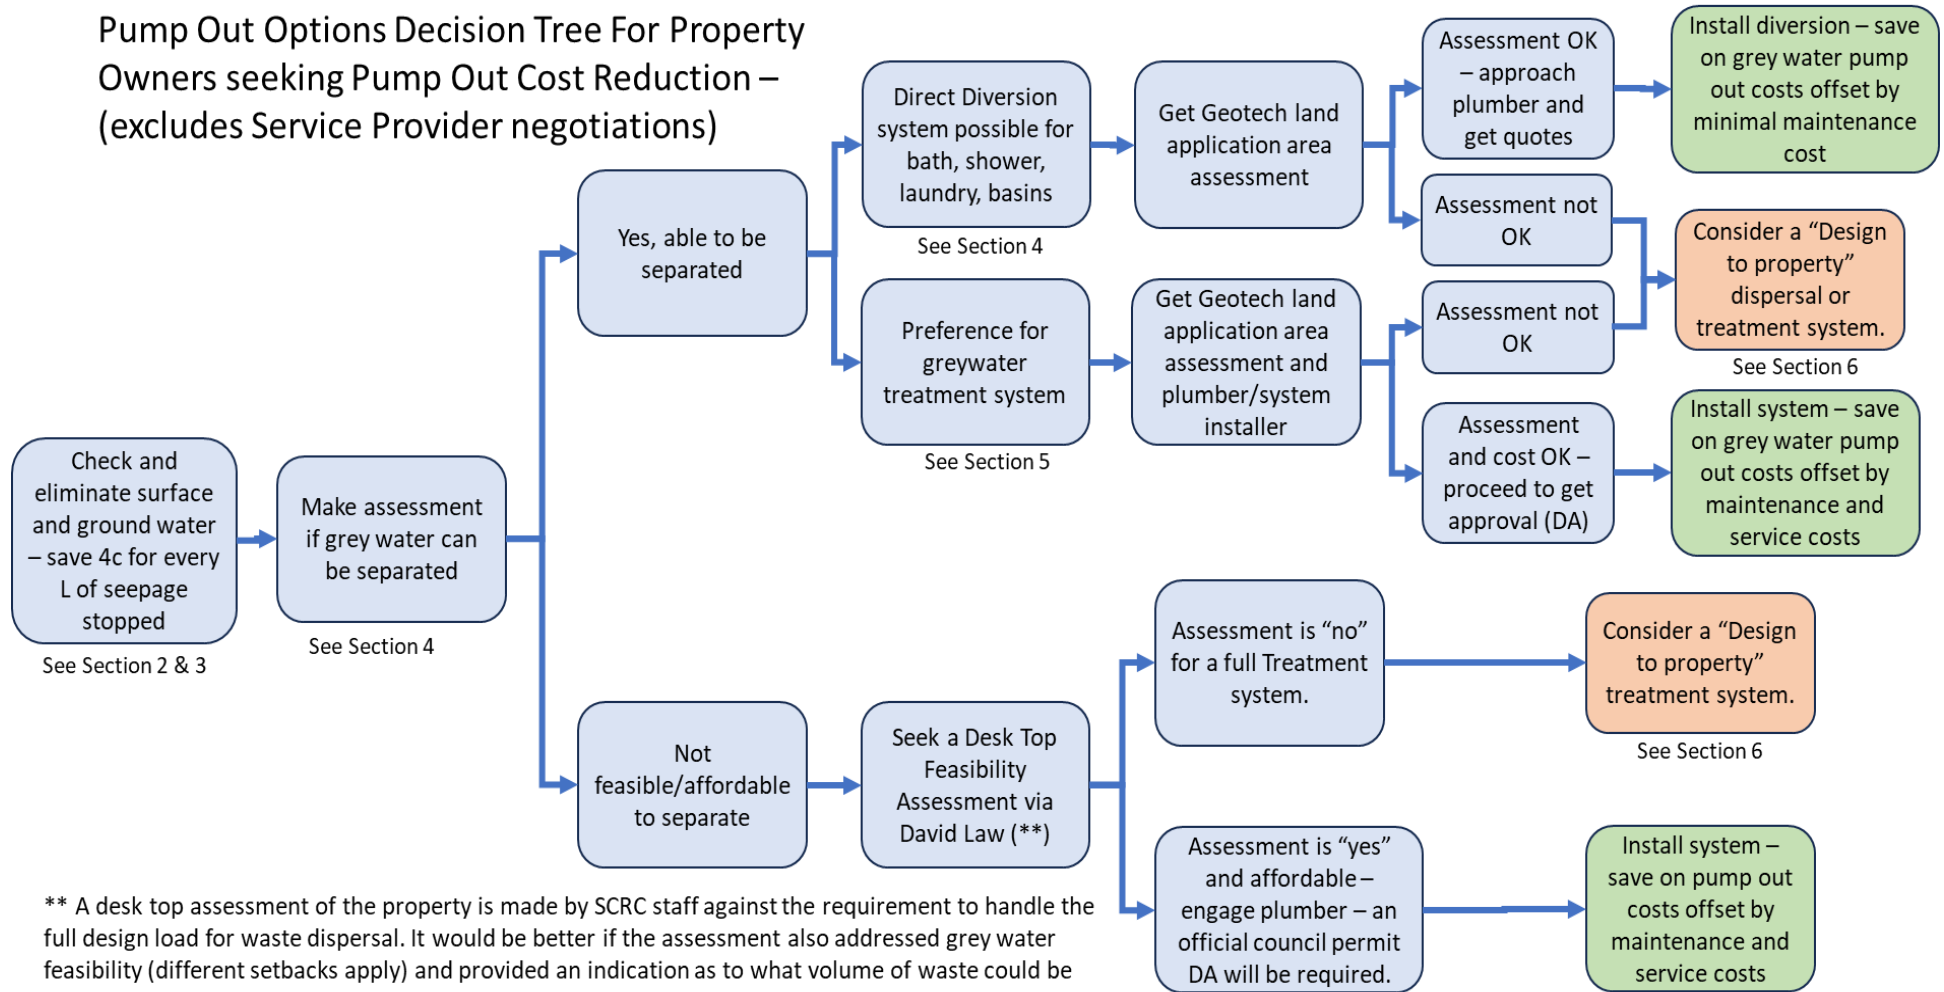 Pump Out Options Decision Tree For Property
Owners seeking Pump Out Cost Reduction –
(excludes Service Provider negotiations)
Check and
eliminate surface
and ground water
– save 4c for every
L of seepage
stopped
See Section 2 & 3
Make assessment
if grey water can
be separated
See Section 4
Yes, able to be
separated
Direct Diversion
system possible for
bath, shower,
laundry, basins
See Section 4
Get Geotech land
application area
assessment
Assessment OK
– approach
plumber and
get quotes
Install diversion – save
on grey water pump
out costs offset by
minimal maintenance
cost
Assessment not
OK
Preference for
greywater
treatment system
See Section 5
Get Geotech land
application area
assessment and
plumber/system
installer
Assessment not
OK
Consider a “Design
to property”
dispersal or
treatment system.
See Section 6
Assessment
and cost OK –
proceed to get
approval (DA)
Install system – save
on grey water pump
out costs offset by
maintenance and
service costs
Not
feasible/affordable
to separate
Seek a Desk Top
Feasibility
Assessment via
David Law (**)
Assessment is “no”
for a full Treatment
system.
Consider a “Design
to property”
treatment system.
See Section 6
Assessment is “yes”
and affordable –
engage plumber – an
official council permit
DA will be required.
Install system –
save on pump out
costs offset by
maintenance and
service costs
** A desk top assessment of the property is made by SCRC staff against the requirement to handle the
full design load for waste dispersal. It would be better if the assessment also addressed grey water
feasibility (different setbacks apply) and provided an indication as to what volume of waste could be